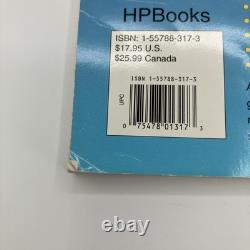 HPBooks
ISBN: 1-55788-317-3
$17.95 U.S.
$25.99 Canada
ISBN 1-55788-317-3
UPC
0 75478 01317 3